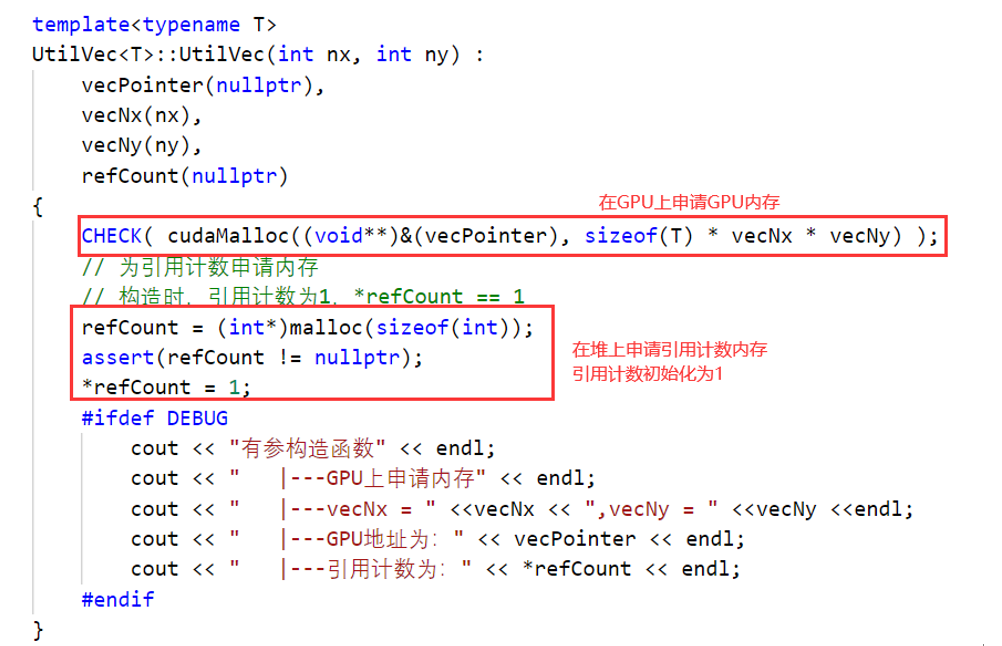 template<typename T>
UtilVec<T>::UtilVec(int nx, int ny) :
vecPointer(nullptr),
vecNx(nx),
vecNy(ny),
refCount(nullptr)
{
在GPU上申请GPU内存
CHECK( cudaMalloc((void**)&(vecPointer), sizeof(T) * vecNx * vecNy) );
// 为引用计数申请内存
// 构造时，引用计数为1，*refCount == 1
refCount = (int*)malloc(sizeof(int));
assert(refCount != nullptr);
*refCount = 1;
在堆上申请引用计数内存
引用计数初始化为1
#ifdef DEBUG
cout << "有参构造函数" << endl;
cout << "   |---GPU上申请内存" << endl;
cout << "   |---vecNx = " <<vecNx << ",vecNy = " <<vecNy <<endl;
cout << "   |---GPU地址为：" << vecPointer << endl;
cout << "   |---引用计数为：" << *refCount << endl;
#endif
}